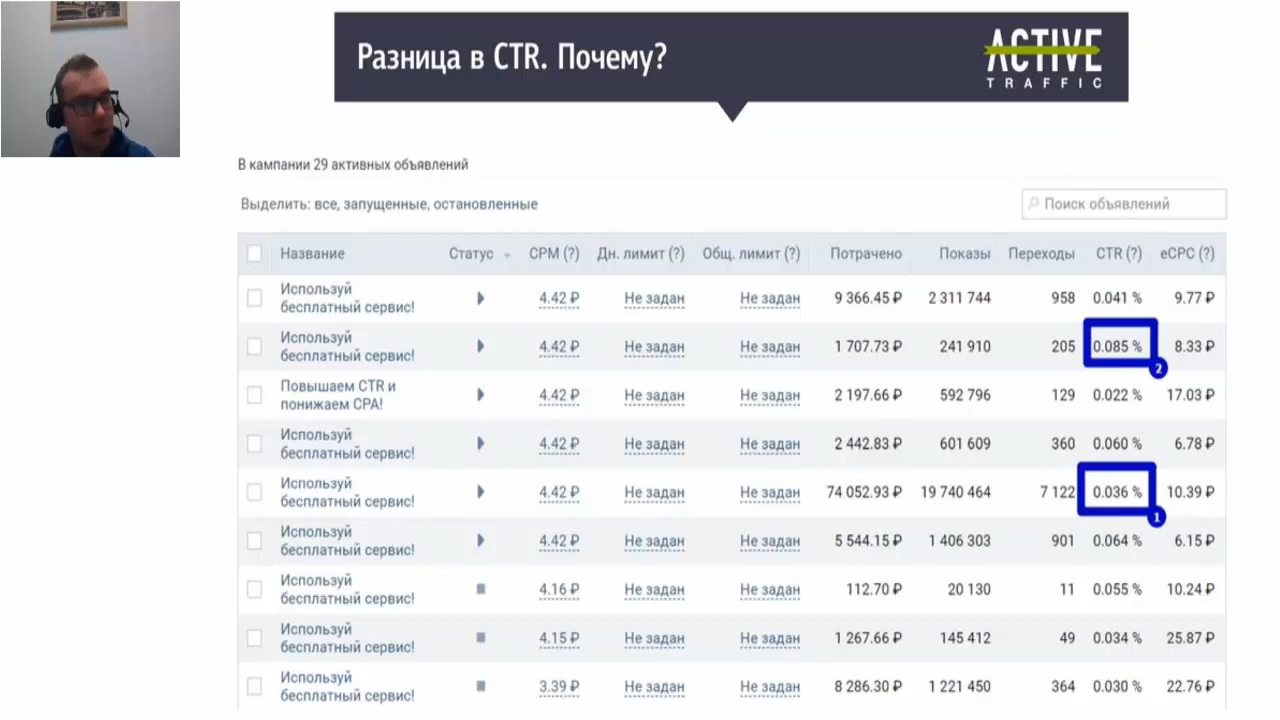 Разница в CTR. Почему?
ACTIVE
TRAFFIC
В кампании 29 активных объявлений
Выделить: все, запущенные, остановленные
Поиск объявлений
Название Статус CPM (?) Дн. лимит (?) Общ. лимит (?) Потрачено Показы Переходы CTR (?) eCPC (?)
Используй
бесплатный сервис!
4.42 ₽ Не задан Не задан 9 366.45 ₽ 2 311 744 958 0.041 % 9.77 ₽
Используй
бесплатный сервис!
4.42 ₽ Не задан Не задан 1 707.73 ₽ 241 910 205 0.085 % 8.33 ₽
2
Повышаем CTR и
понижаем CPA!
4.42 ₽ Не задан Не задан 2 197.66 ₽ 592 796 129 0.022 % 17.03 ₽
Используй
бесплатный сервис!
4.42 ₽ Не задан Не задан 2 442.83 ₽ 601 609 360 0.060 % 6.78 ₽
Используй
бесплатный сервис!
4.42 ₽ Не задан Не задан 74 052.93 ₽ 19 740 464 7 122 0.036 % 10.39 ₽
1
Используй
бесплатный сервис!
4.42 ₽ Не задан Не задан 5 544.15 ₽ 1 406 303 901 0.064 % 6.15 ₽
Используй
бесплатный сервис!
4.16 ₽ Не задан Не задан 112.70 ₽ 20 130 11 0.055 % 10.24 ₽
Используй
бесплатный сервис!
4.15 ₽ Не задан Не задан 1 267.66 ₽ 145 412 49 0.034 % 25.87 ₽
Используй
бесплатный сервис!
3.39 ₽ Не задан Не задан 8 286.30 ₽ 1 221 450 364 0.030 % 22.76 ₽